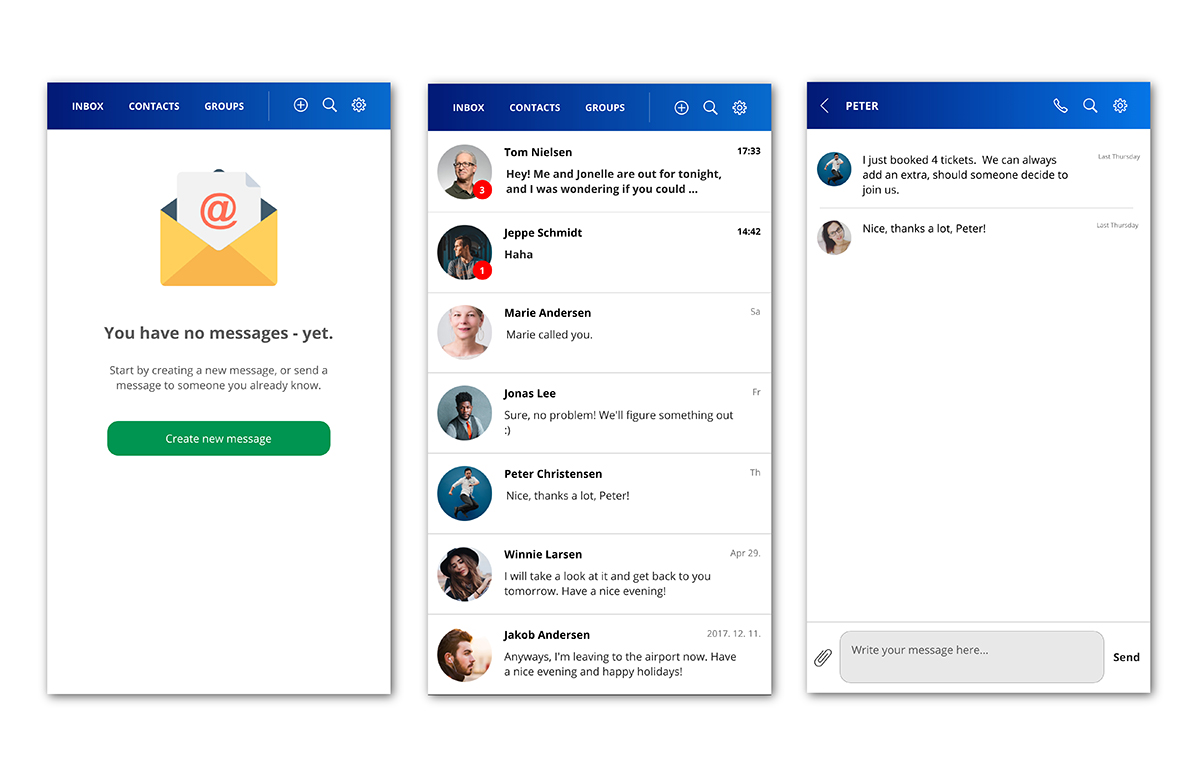 INBOX CONTACTS GROUPS
@
You have no messages - yet.
Start by creating a new message, or send a
message to someone you already know.
Create new message
INBOX CONTACTS GROUPS
Tom Nielsen 17:33
Hey! Me and Jonelle are out for tonight,
and I was wondering if you could ...
3
Jeppe Schmidt 14:42
Haha
1
Marie Andersen Sa
Marie called you.
Jonas Lee Fr
Sure, no problem! We'll figure something out
:)
Peter Christensen Th
Nice, thanks a lot, Peter!
Winnie Larsen Apr 29.
I will take a look at it and get back to you
tomorrow. Have a nice evening!
Jakob Andersen 2017. 12. 11.
Anyways, I'm leaving to the airport now. Have
a nice evening and happy holidays!
PETER
I just booked 4 tickets. We can always Last Thursday
add an extra, should someone decide to
join us.
Nice, thanks a lot, Peter! Last Thursday
Write your message here...
Send